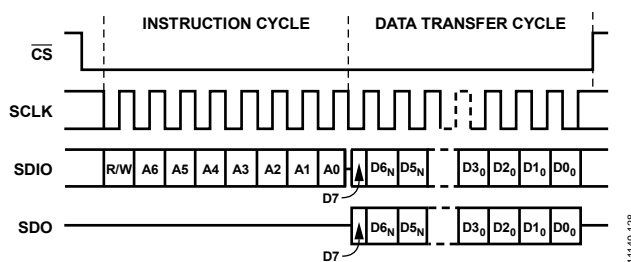 INSTRUCTION CYCLE DATA TRANSFER CYCLE
CS
SCLK
SDIO R/W A6 A5 A4 A3 A2 A1 A0 D6N D5N D30 D20 D10 D00
D7
SDO D6N D5N D30 D20 D10 D00
D7